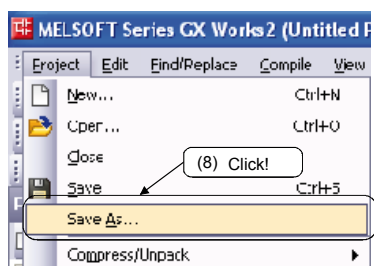 MELSOFT Series GX Works2 (Untitled P
Project Edit Find/Replace Compile View
New... Ctrl+N
Open... Ctrl+O
Close
(8) Click!
Save Ctrl+S
Save As...
Compress/Unpack